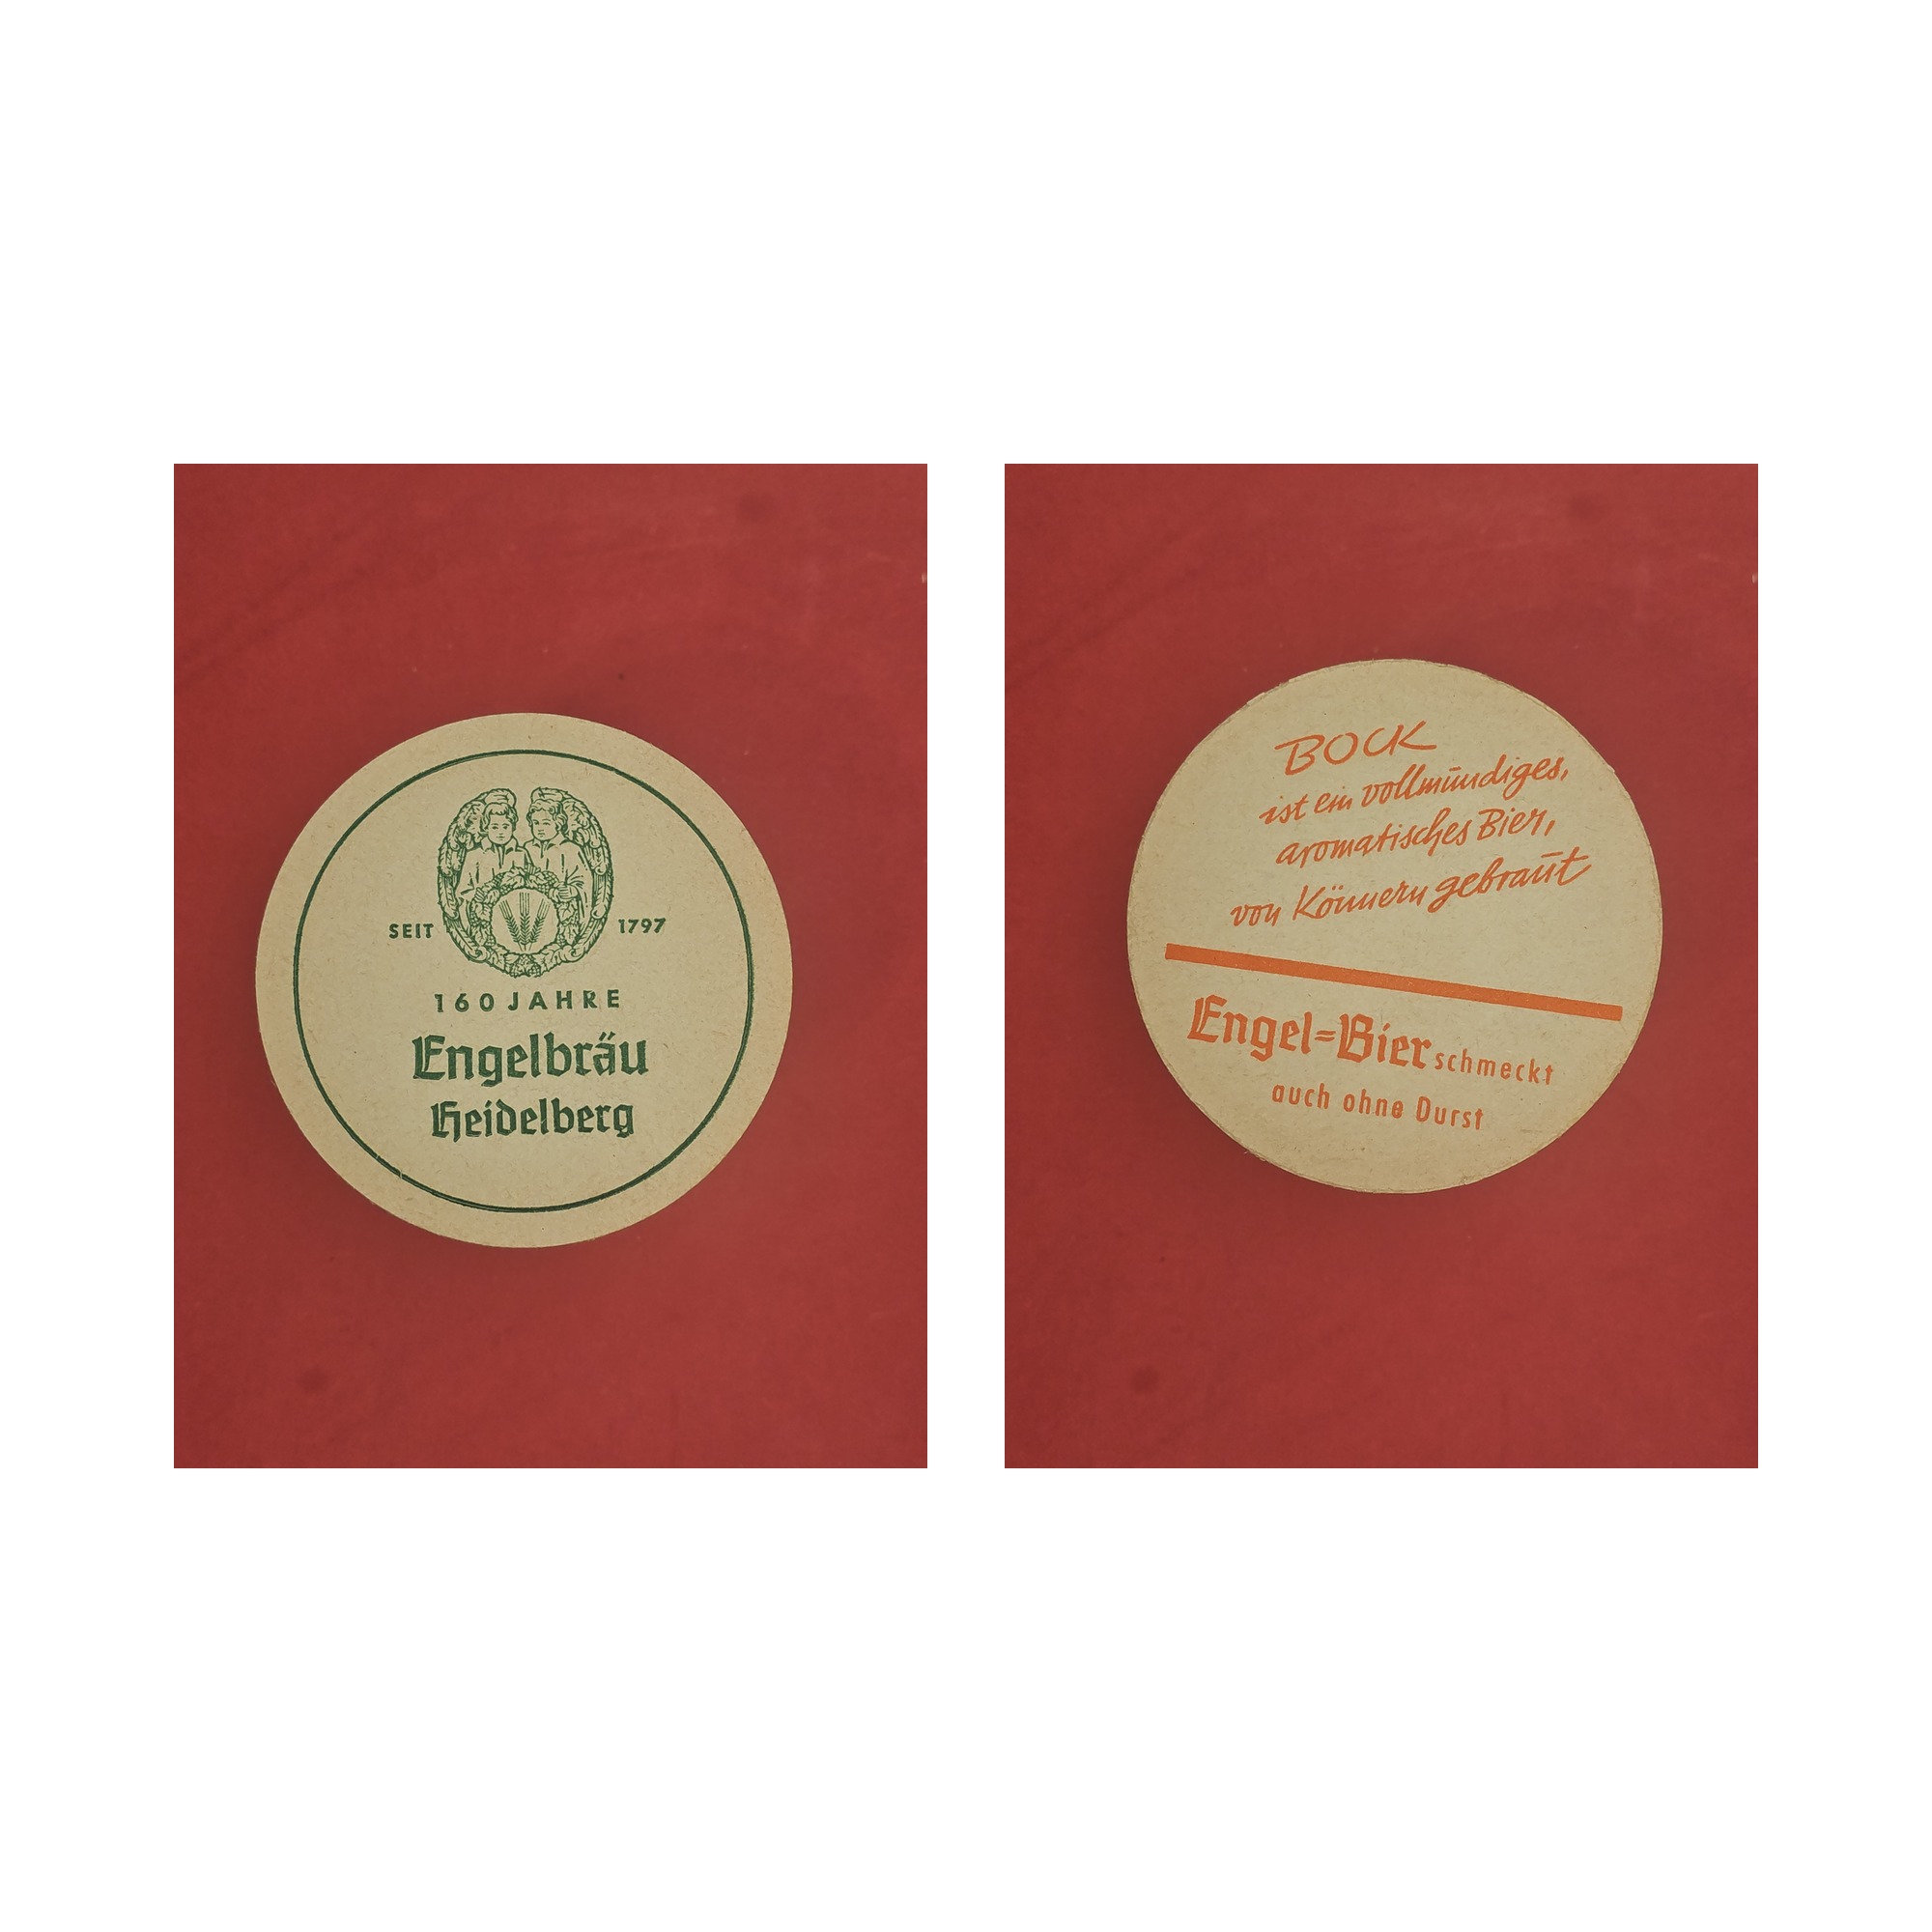 SEIT 1797
160 JAHRE
Engelbräu
Heidelberg
BOCK
ist ein vollmundiges,
aromatisches Bier,
von Könnern gebraut
Engel=Bier schmeckt
auch ohne Durst